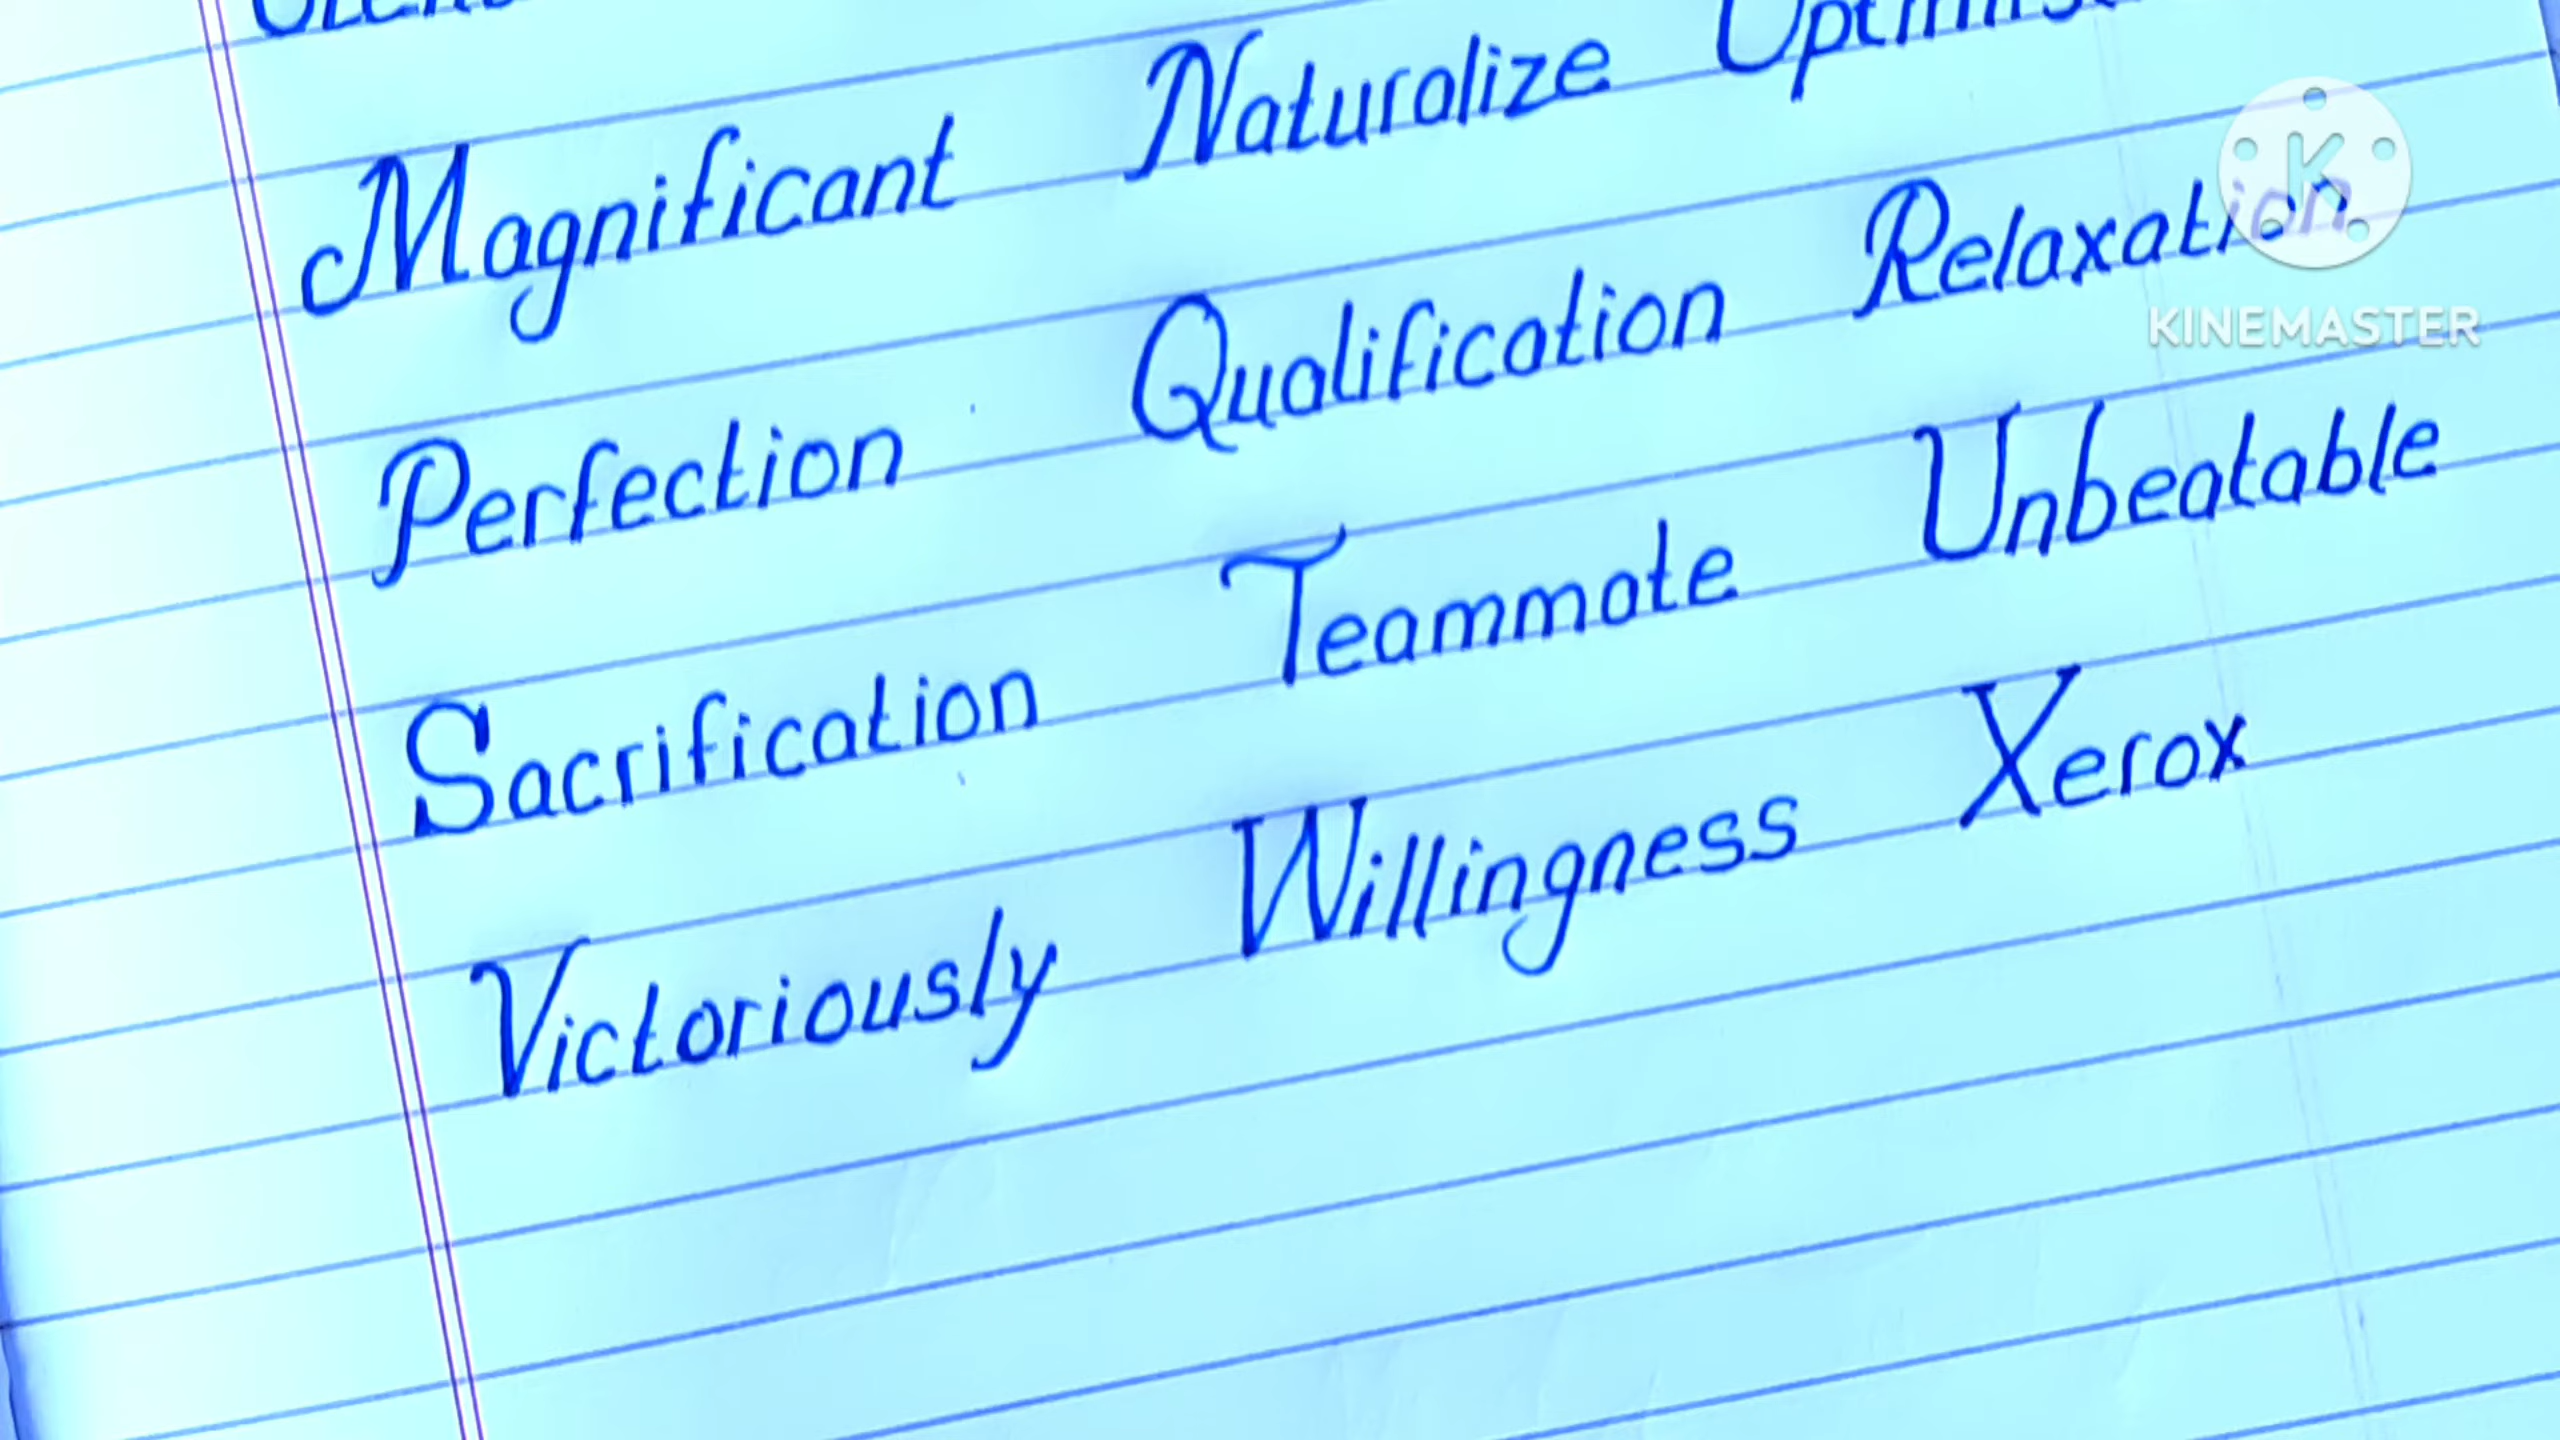 Magnificant Naturalize
Perfection Qualification Relaxation
Sacrification Teammate Unbeatable
Victoriously Willingness Xerox
KINEMASTER